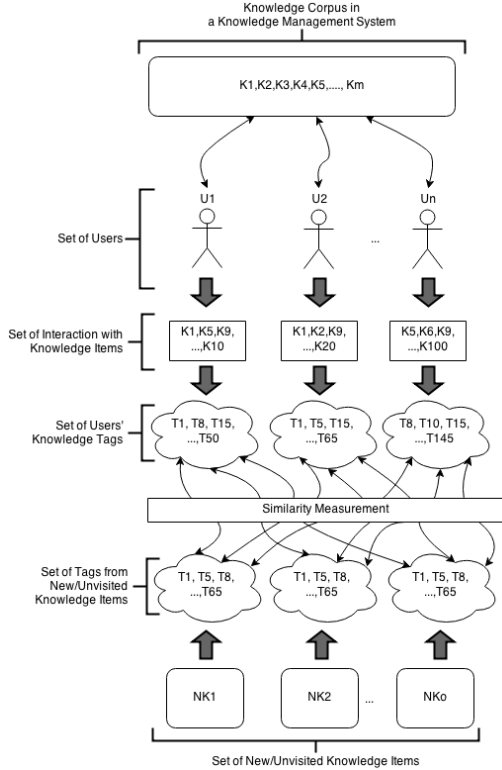 Knowledge Corpus in
a Knowledge Management System
K1,K2,K3,K4,K5,...., Km
U1
U2
Un
Set of Users
...
Set of Interaction with
Knowledge Items
K1,K5,K9,
...,K10
K1,K2,K9,
...,K20
K5,K6,K9,
...,K100
Set of Users'
Knowledge Tags
T1, T8, T15,
...,T50
T1, T5, T15,
...,T65
T8, T10, T15,
...,T145
Similarity Measurement
Set of Tags from
New/Unvisited
Knowledge Items
T1, T5, T8,
...,T65
T1, T5, T8,
...,T65
T1, T5, T8,
...,T65
NK1
NK2
...
NKo
Set of New/Unvisited Knowledge Items